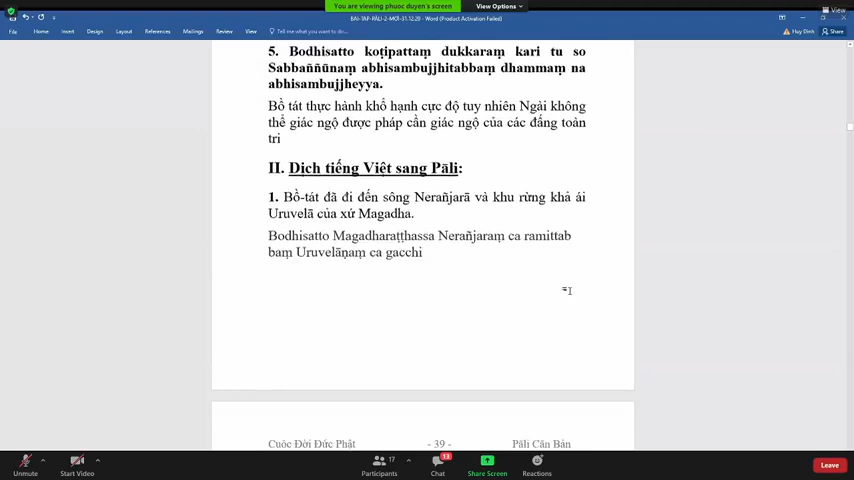 You are viewing phuoc duyen's screen
View Options
View
BAI-TAP-PĀLI-2-MỚI-31.12.20 - Word (Product Activation Failed)
File Home Insert Design Layout References Mailings Review View Tell me what you want to do... Huy Dinh Share
5. Bodhisatto koṭipattaṃ dukkaraṃ kari tu so
Sabbaññūnaṃ abhisambujjhitabbaṃ dhammaṃ na
abhisambujjheyya.
Bồ tát thực hành khổ hạnh cực độ tuy nhiên Ngài không
thể giác ngộ được pháp cần giác ngộ của các đấng toàn
tri
II. Dịch tiếng Việt sang Pāli:
1. Bồ-tát đã đi đến sông Nerañjarā và khu rừng khả ái
Uruvelā của xứ Magadha.
Bodhisatto Magadharaṭṭhassa Nerañjaraṃ ca ramittab
baṃ Uruvelāṇaṃ ca gacchi
Cuộc Đời Đức Phật - 39 - Pāli Căn Bản
Unmute Start Video 17 Participants 13 Chat Share Screen Reactions Leave